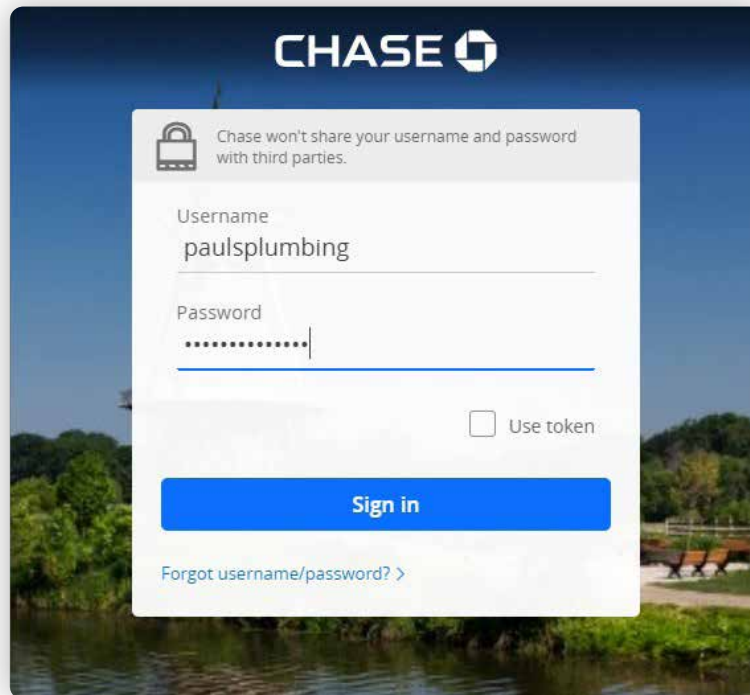 CHASE
Chase won't share your username and password
with third parties.
Username
paulsplumbing
Password
••••••••••••••
Use token
Sign in
Forgot username/password? >